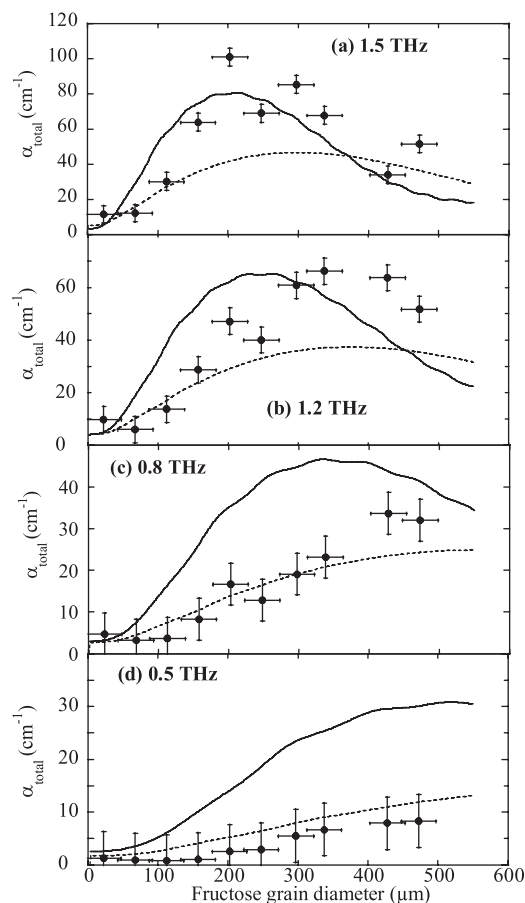 120
100
80
60
40
20
0
α_total (cm⁻¹)
(a) 1.5 THz
60
40
20
0
α_total (cm⁻¹)
(b) 1.2 THz
40
30
20
10
0
α_total (cm⁻¹)
(c) 0.8 THz
30
20
10
0
α_total (cm⁻¹)
(d) 0.5 THz
0 100 200 300 400 500 600
Fructose grain diameter (μm)